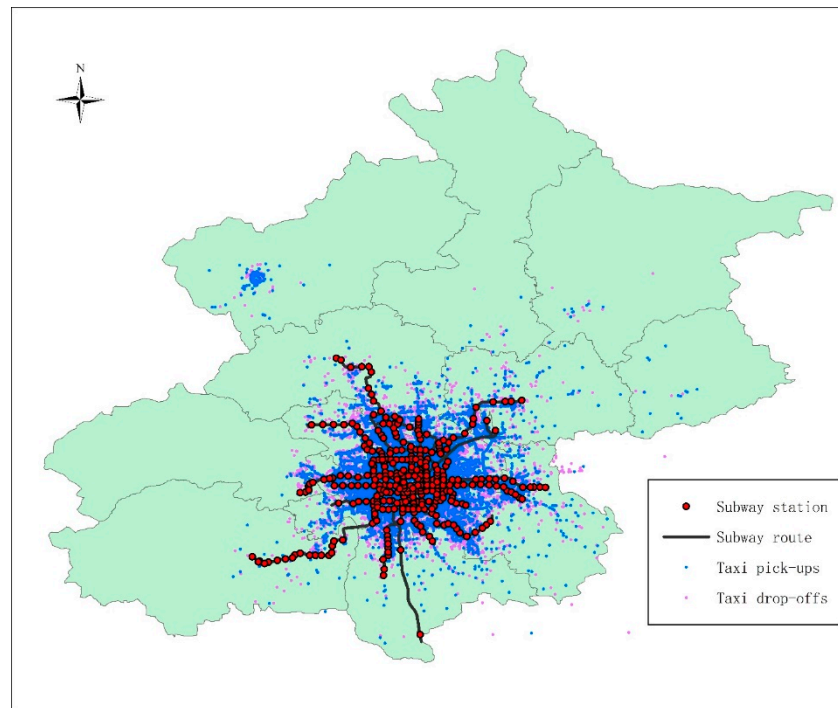 N
Subway station
Subway route
Taxi pick-ups
Taxi drop-offs